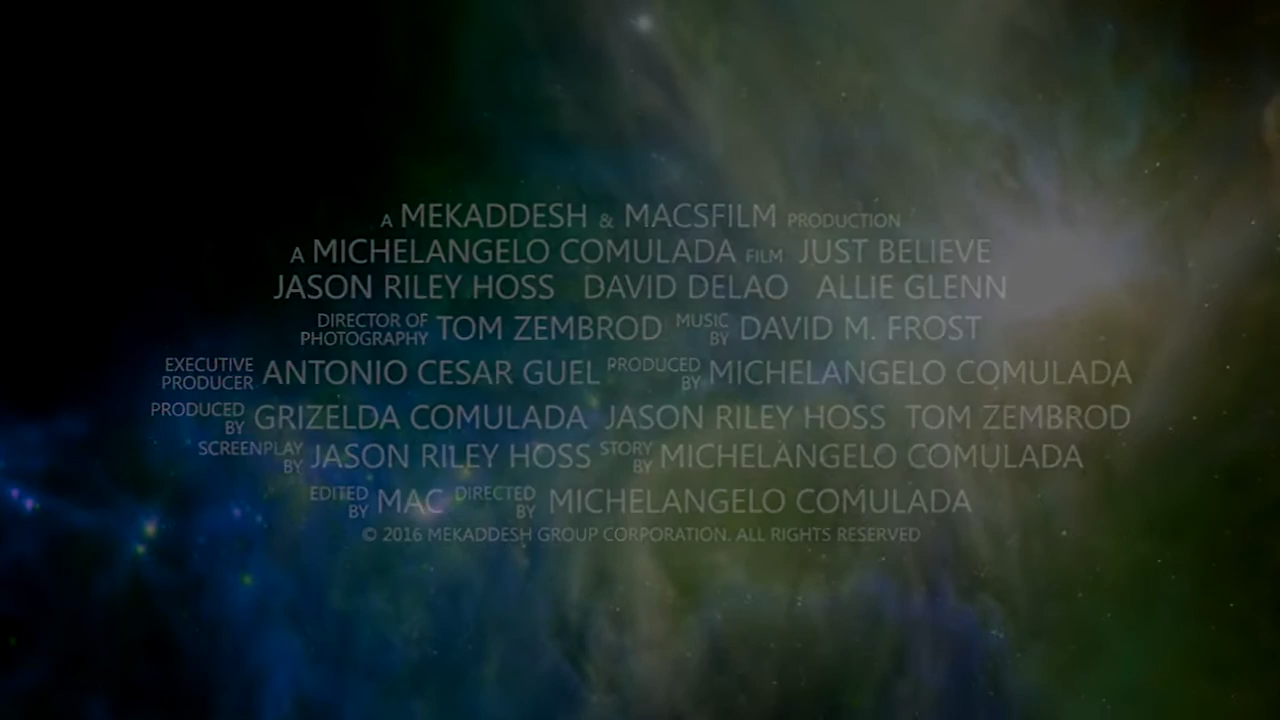 A MEKADDESH & MACSFILM PRODUCTION
A MICHELANGELO COMULADA FILM JUST BELIEVE
JASON RILEY HOSS DAVID DELAO ALLIE GLENN
DIRECTOR OF PHOTOGRAPHY TOM ZEMBROD MUSIC BY DAVID M. FROST
EXECUTIVE PRODUCER ANTONIO CESAR GUEL PRODUCED BY MICHELANGELO COMULADA
PRODUCED BY GRIZELDA COMULADA JASON RILEY HOSS TOM ZEMBROD
SCREENPLAY BY JASON RILEY HOSS STORY BY MICHELANGELO COMULADA
EDITED BY MAC DIRECTED BY MICHELANGELO COMULADA
© 2016 MEKADDESH GROUP CORPORATION. ALL RIGHTS RESERVED